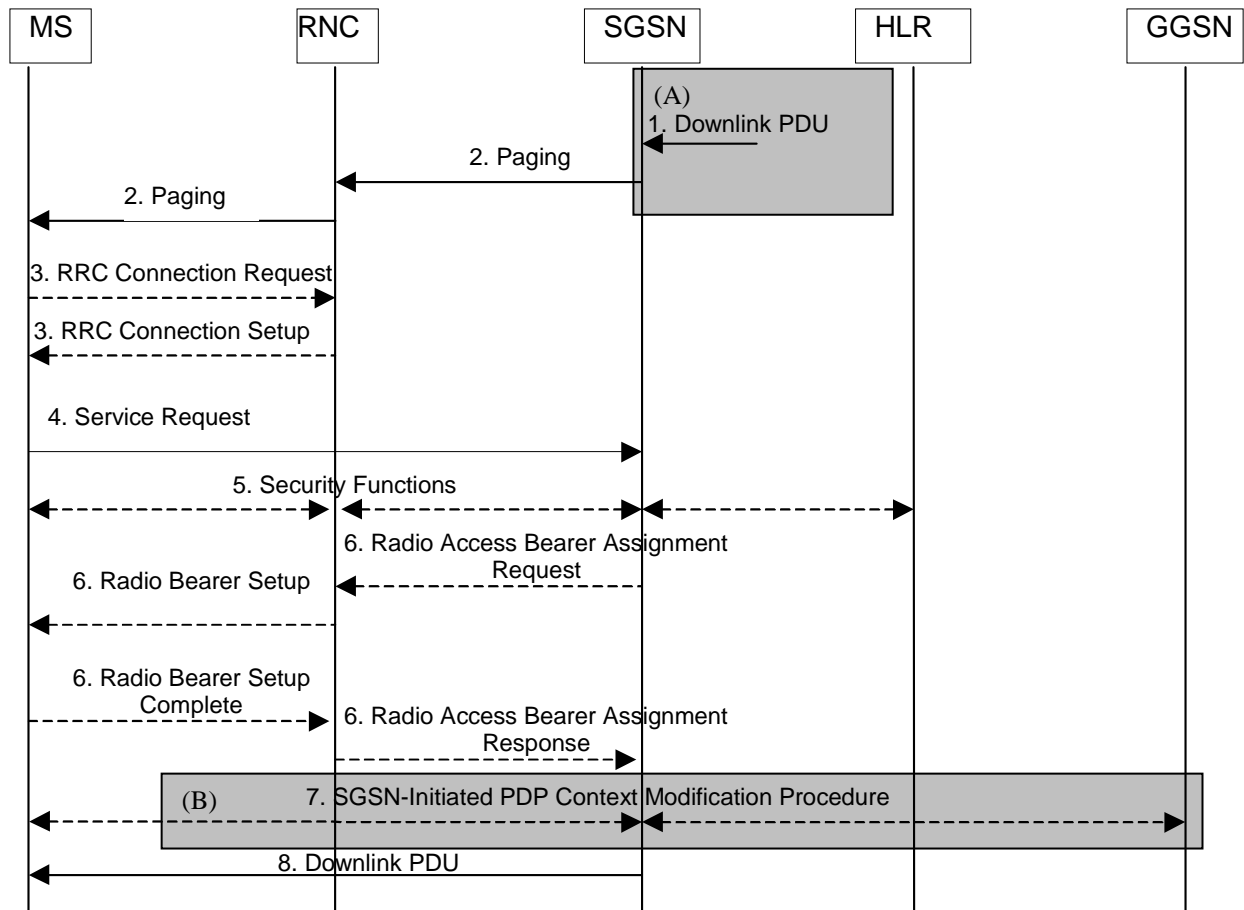 MS
RNC
SGSN
HLR
GGSN
(A)
1. Downlink PDU
2. Paging
2. Paging
3. RRC Connection Request
3. RRC Connection Setup
4. Service Request
5. Security Functions
6. Radio Access Bearer Assignment
Request
6. Radio Bearer Setup
6. Radio Bearer Setup
Complete
6. Radio Access Bearer Assignment
Response
(B)
7. SGSN-Initiated PDP Context Modification Procedure
8. Downlink PDU